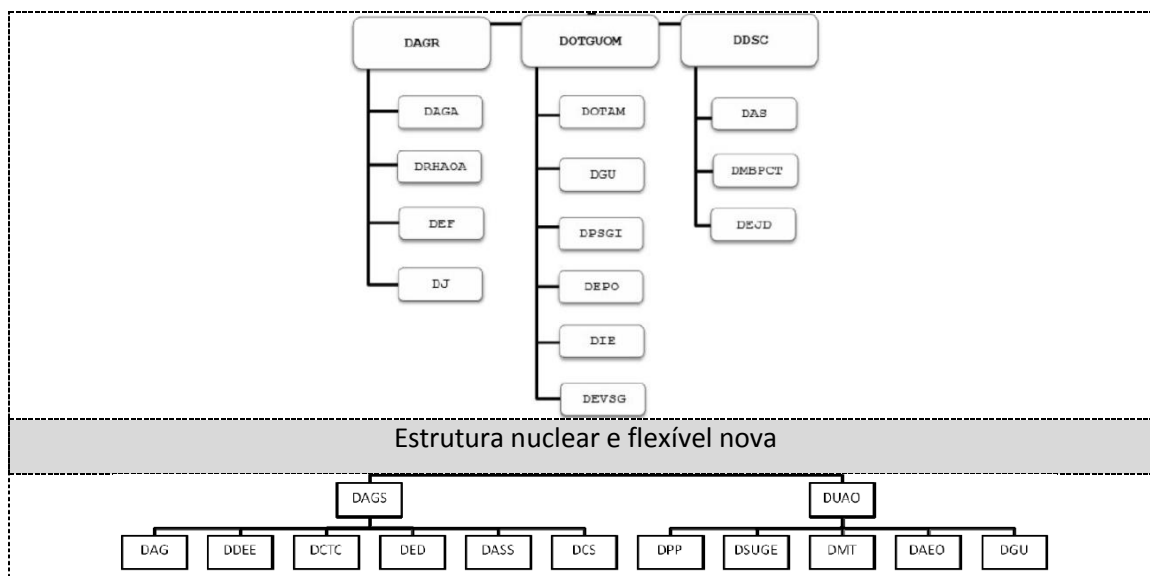 DAGR DOTGUOM DDSC
DAGA DOTAM DAS
DRHAOA DGU DMBPCT
DEF DPSGI DEJD
DJ DEPO
DIE
DEVSG
Estrutura nuclear e flexível nova
DAGS DUAO
DAG DDEE DCTC DED DASS DCS DPP DSUGE DMT DAEO DGU